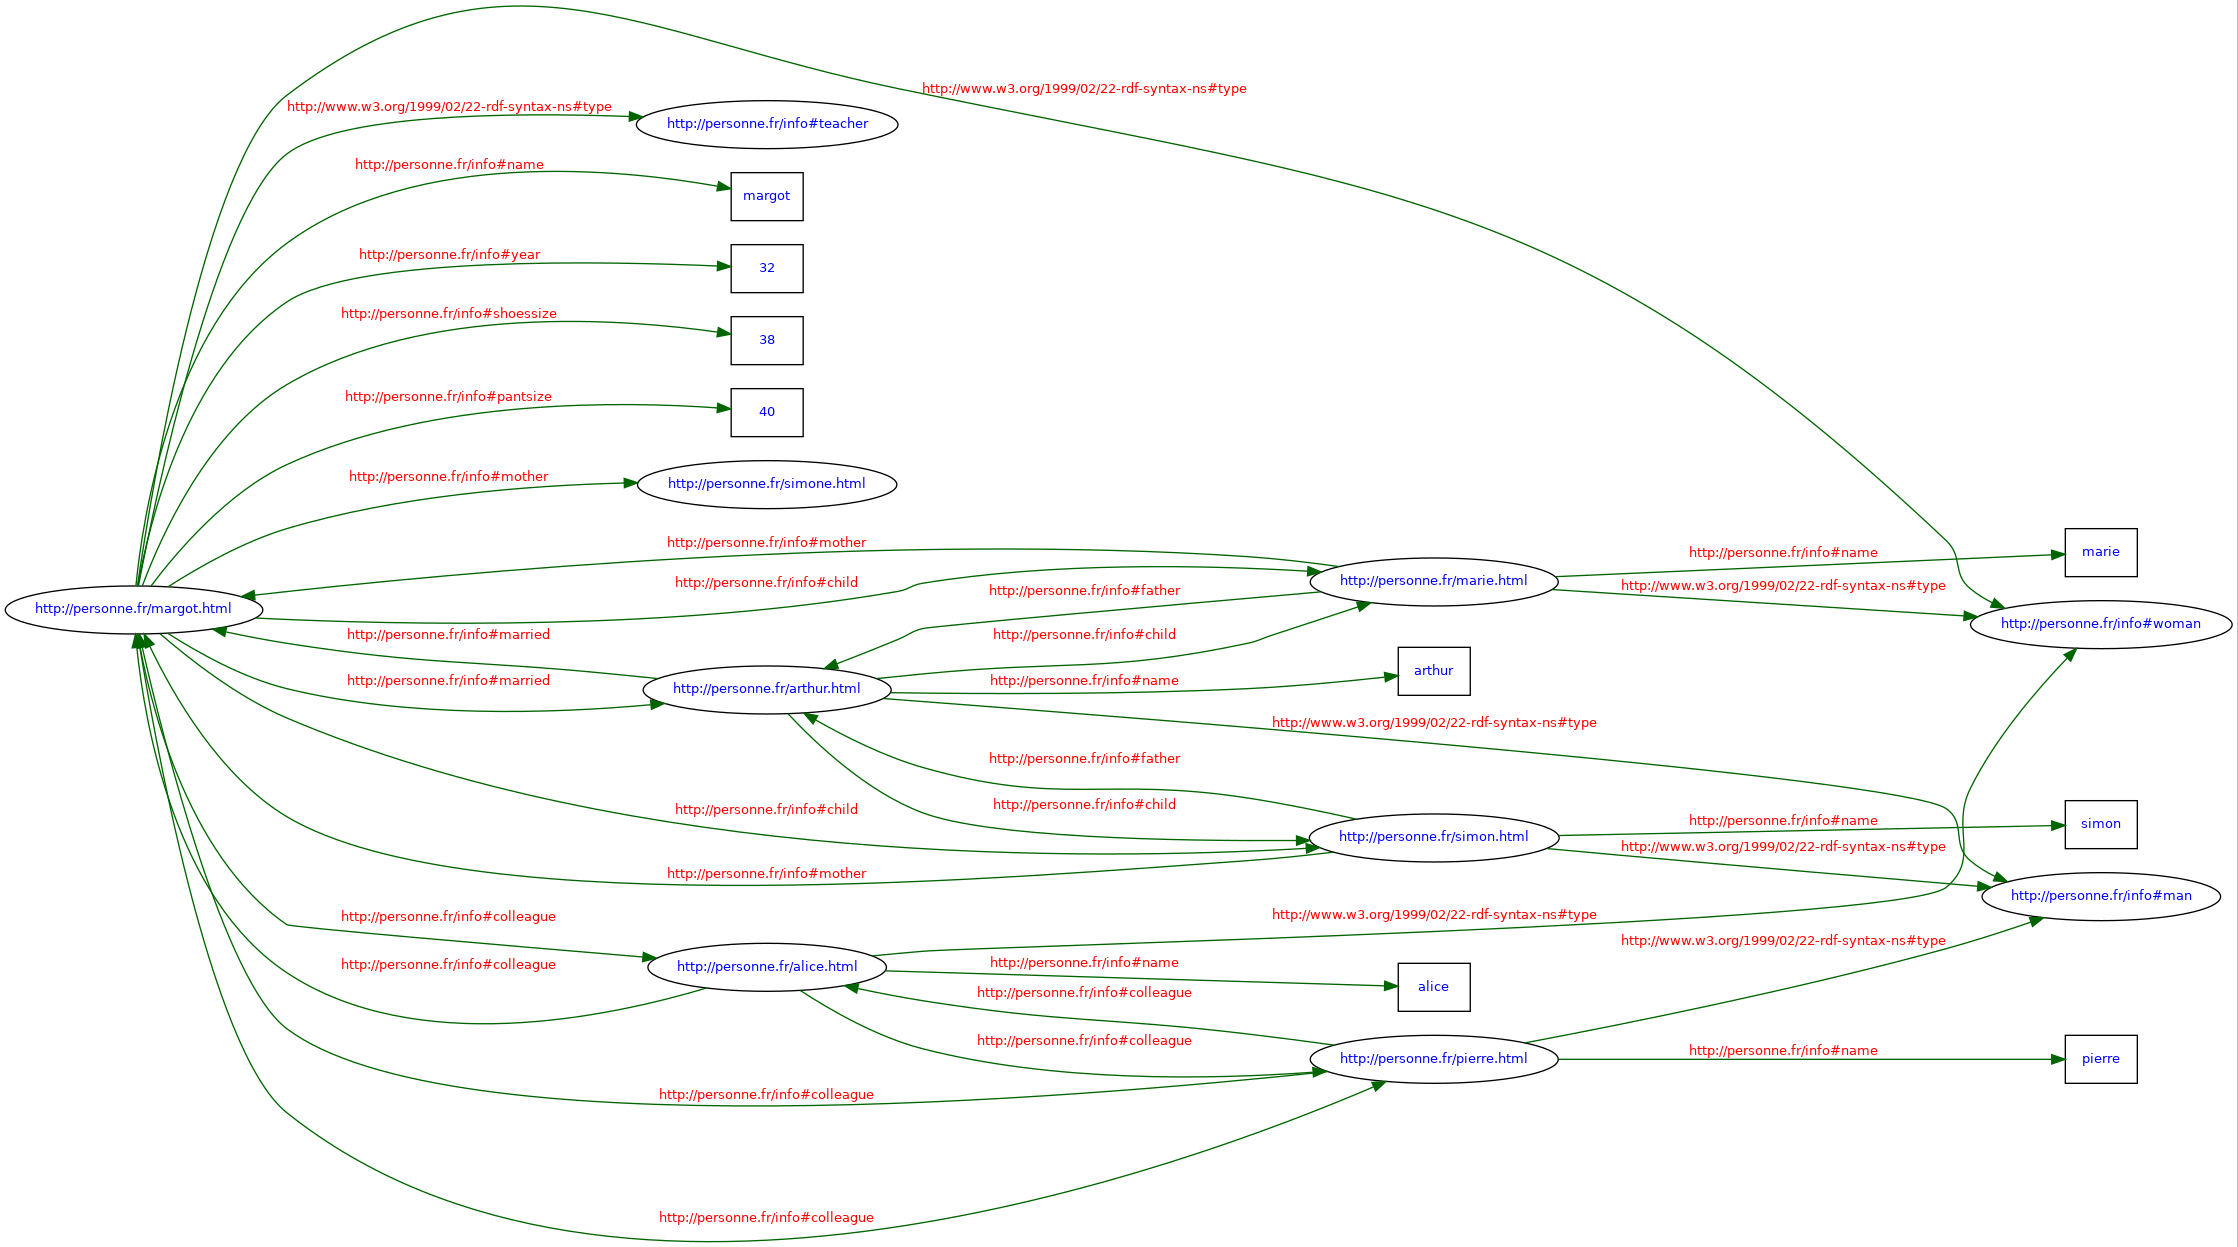 http://www.w3.org/1999/02/22-rdf-syntax-ns#type
http://www.w3.org/1999/02/22-rdf-syntax-ns#type
http://personne.fr/info#teacher
http://personne.fr/info#name
margot
http://personne.fr/info#year
32
http://personne.fr/info#shoessize
38
http://personne.fr/info#pantsize
40
http://personne.fr/info#mother
http://personne.fr/simone.html
http://personne.fr/info#mother
http://personne.fr/info#name
marie
http://personne.fr/info#child
http://personne.fr/marie.html
http://www.w3.org/1999/02/22-rdf-syntax-ns#type
http://personne.fr/info#father
http://personne.fr/margot.html
http://personne.fr/info#woman
http://personne.fr/info#married
http://personne.fr/info#child
http://personne.fr/info#married
http://personne.fr/arthur.html
http://personne.fr/info#name
arthur
http://www.w3.org/1999/02/22-rdf-syntax-ns#type
http://personne.fr/info#father
http://personne.fr/info#child
http://personne.fr/info#child
http://personne.fr/info#name
simon
http://personne.fr/simon.html
http://www.w3.org/1999/02/22-rdf-syntax-ns#type
http://personne.fr/info#mother
http://personne.fr/info#man
http://personne.fr/info#colleague
http://www.w3.org/1999/02/22-rdf-syntax-ns#type
http://www.w3.org/1999/02/22-rdf-syntax-ns#type
http://personne.fr/info#colleague
http://personne.fr/alice.html
http://personne.fr/info#name
alice
http://personne.fr/info#colleague
http://personne.fr/info#colleague
http://personne.fr/pierre.html
http://personne.fr/info#name
pierre
http://personne.fr/info#colleague
http://personne.fr/info#colleague